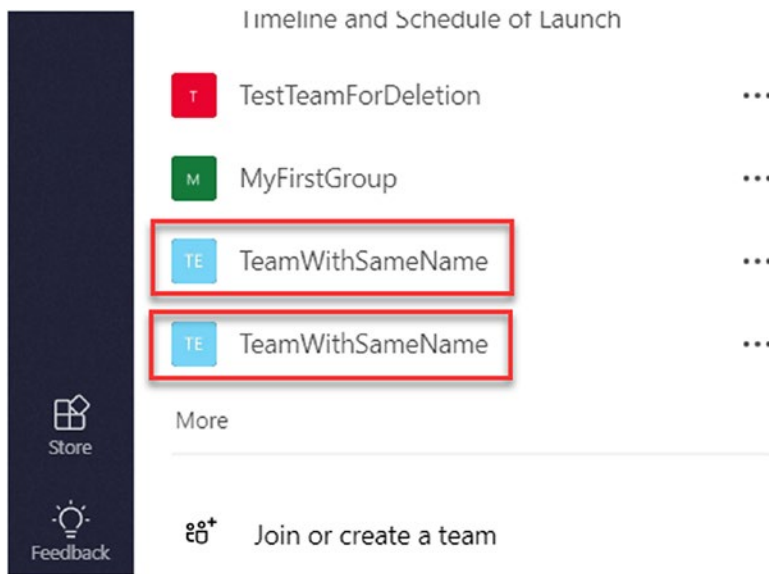 Timeline and Schedule of Launch
T TestTeamForDeletion ...
M MyFirstGroup ...
TE TeamWithSameName ...
TE TeamWithSameName ...
More
Store
Join or create a team
Feedback